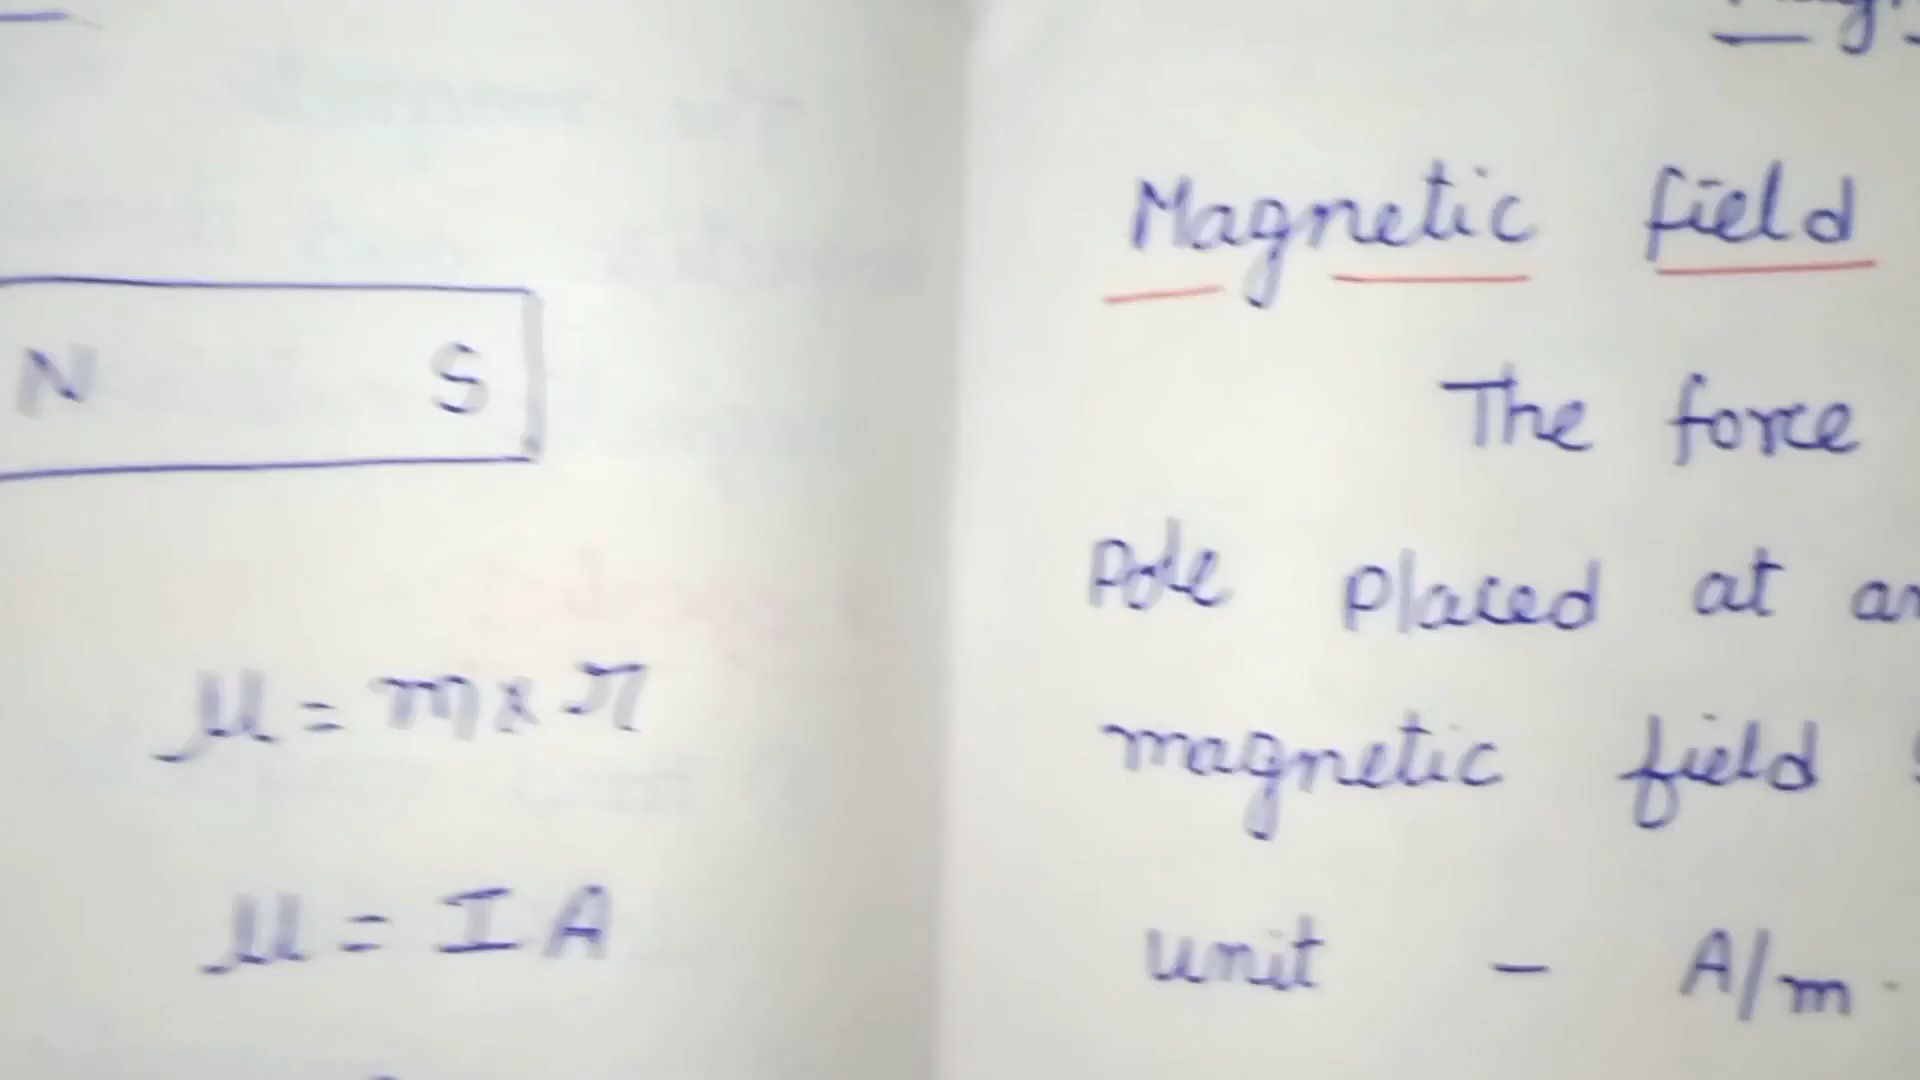 N S
μ = m x r
μ = I A
Magnetic field
The force
Pole placed at
magnetic field
unit - A/m.